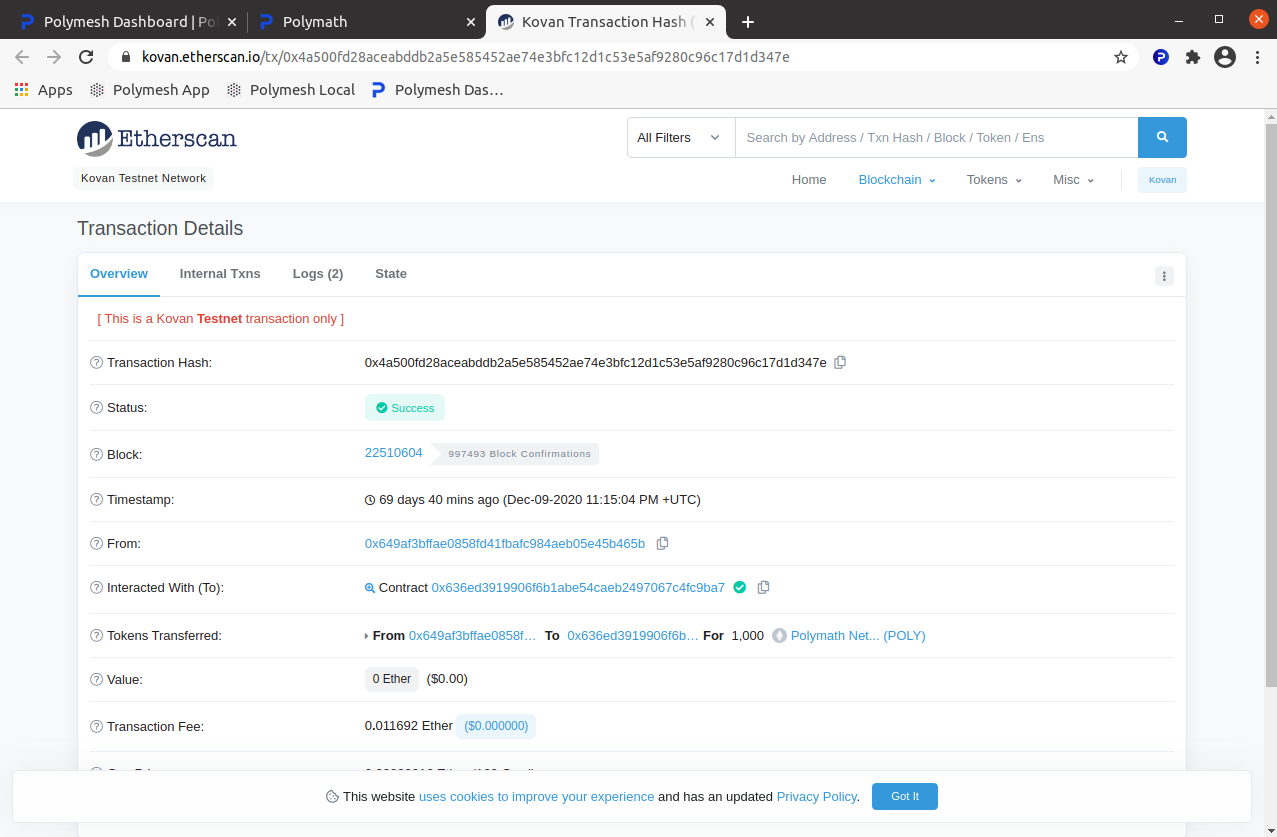 Polymesh Dashboard | Po
Polymath
Kovan Transaction Hash (
kovan.etherscan.io/tx/0x4a500fd28aceabddb2a5e585452ae74e3bfc12d1c53e5af9280c96c17d1d347e
Apps Polymesh App Polymesh Local Polymesh Das…
Etherscan
All Filters Search by Address / Txn Hash / Block / Token / Ens
Kovan Testnet Network
Home Blockchain Tokens Misc Kovan
Transaction Details
Overview Internal Txns Logs (2) State
[ This is a Kovan Testnet transaction only ]
Transaction Hash: 0x4a500fd28aceabddb2a5e585452ae74e3bfc12d1c53e5af9280c96c17d1d347e
Status: Success
Block: 22510604 997493 Block Confirmations
Timestamp: 69 days 40 mins ago (Dec-09-2020 11:15:04 PM +UTC)
From: 0x649af3bffae0858fd41fbafc984aeb05e45b465b
Interacted With (To): Contract 0x636ed3919906f6b1abe54caeb2497067c4fc9ba7
Tokens Transferred: From 0x649af3bffae0858f… To 0x636ed3919906f6b… For 1,000 Polymath Net... (POLY)
Value: 0 Ether ($0.00)
Transaction Fee: 0.011692 Ether ($0.000000)
This website uses cookies to improve your experience and has an updated Privacy Policy. Got It